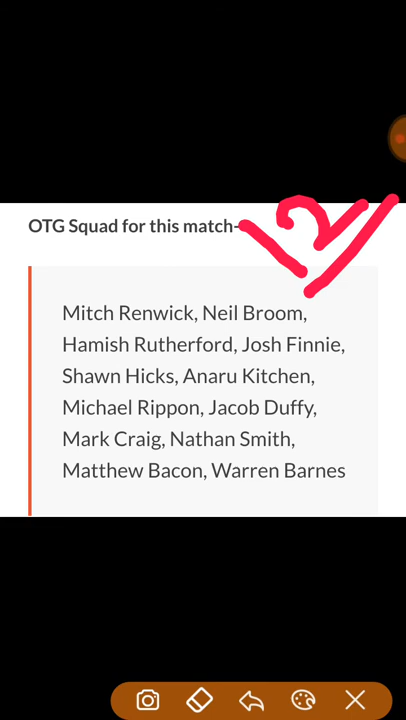 OTG Squad for this match-
Mitch Renwick, Neil Broom,
Hamish Rutherford, Josh Finnie,
Shawn Hicks, Anaru Kitchen,
Michael Rippon, Jacob Duffy,
Mark Craig, Nathan Smith,
Matthew Bacon, Warren Barnes